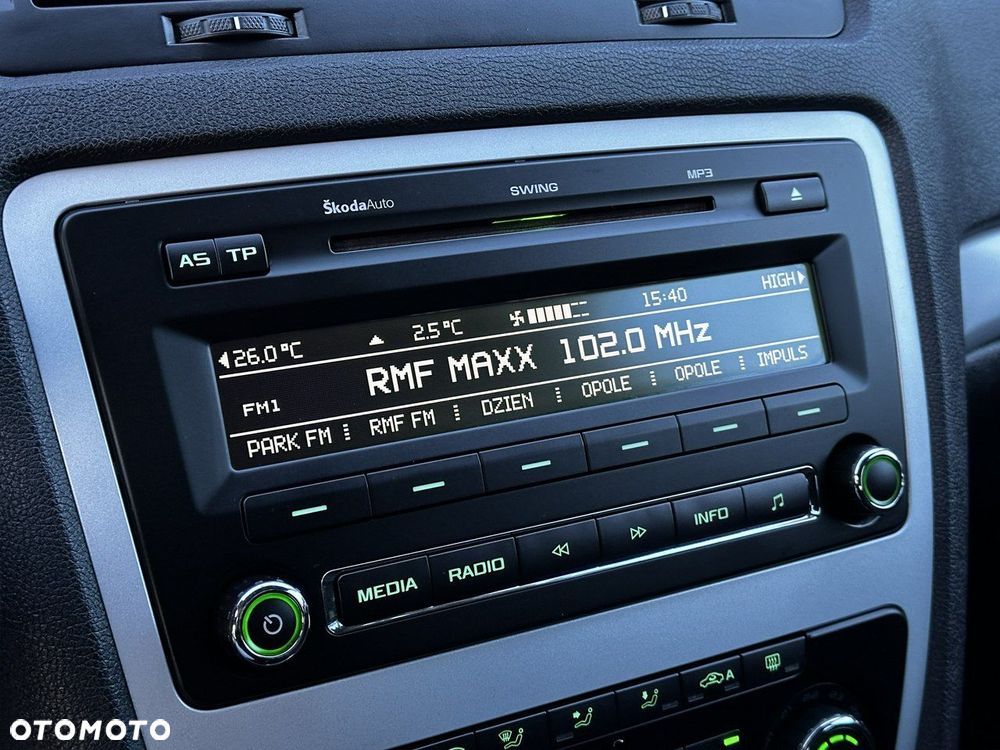 ŠkodaAuto
SWING
MP3
AS TP
26.0°C 2.5°C 15:40 HIGH
RMF MAXX 102.0 MHz
FM1
PARK FM RMF FM DZIEN OPOLE OPOLE IMPULS
MEDIA RADIO INFO
A
OTOMOTO